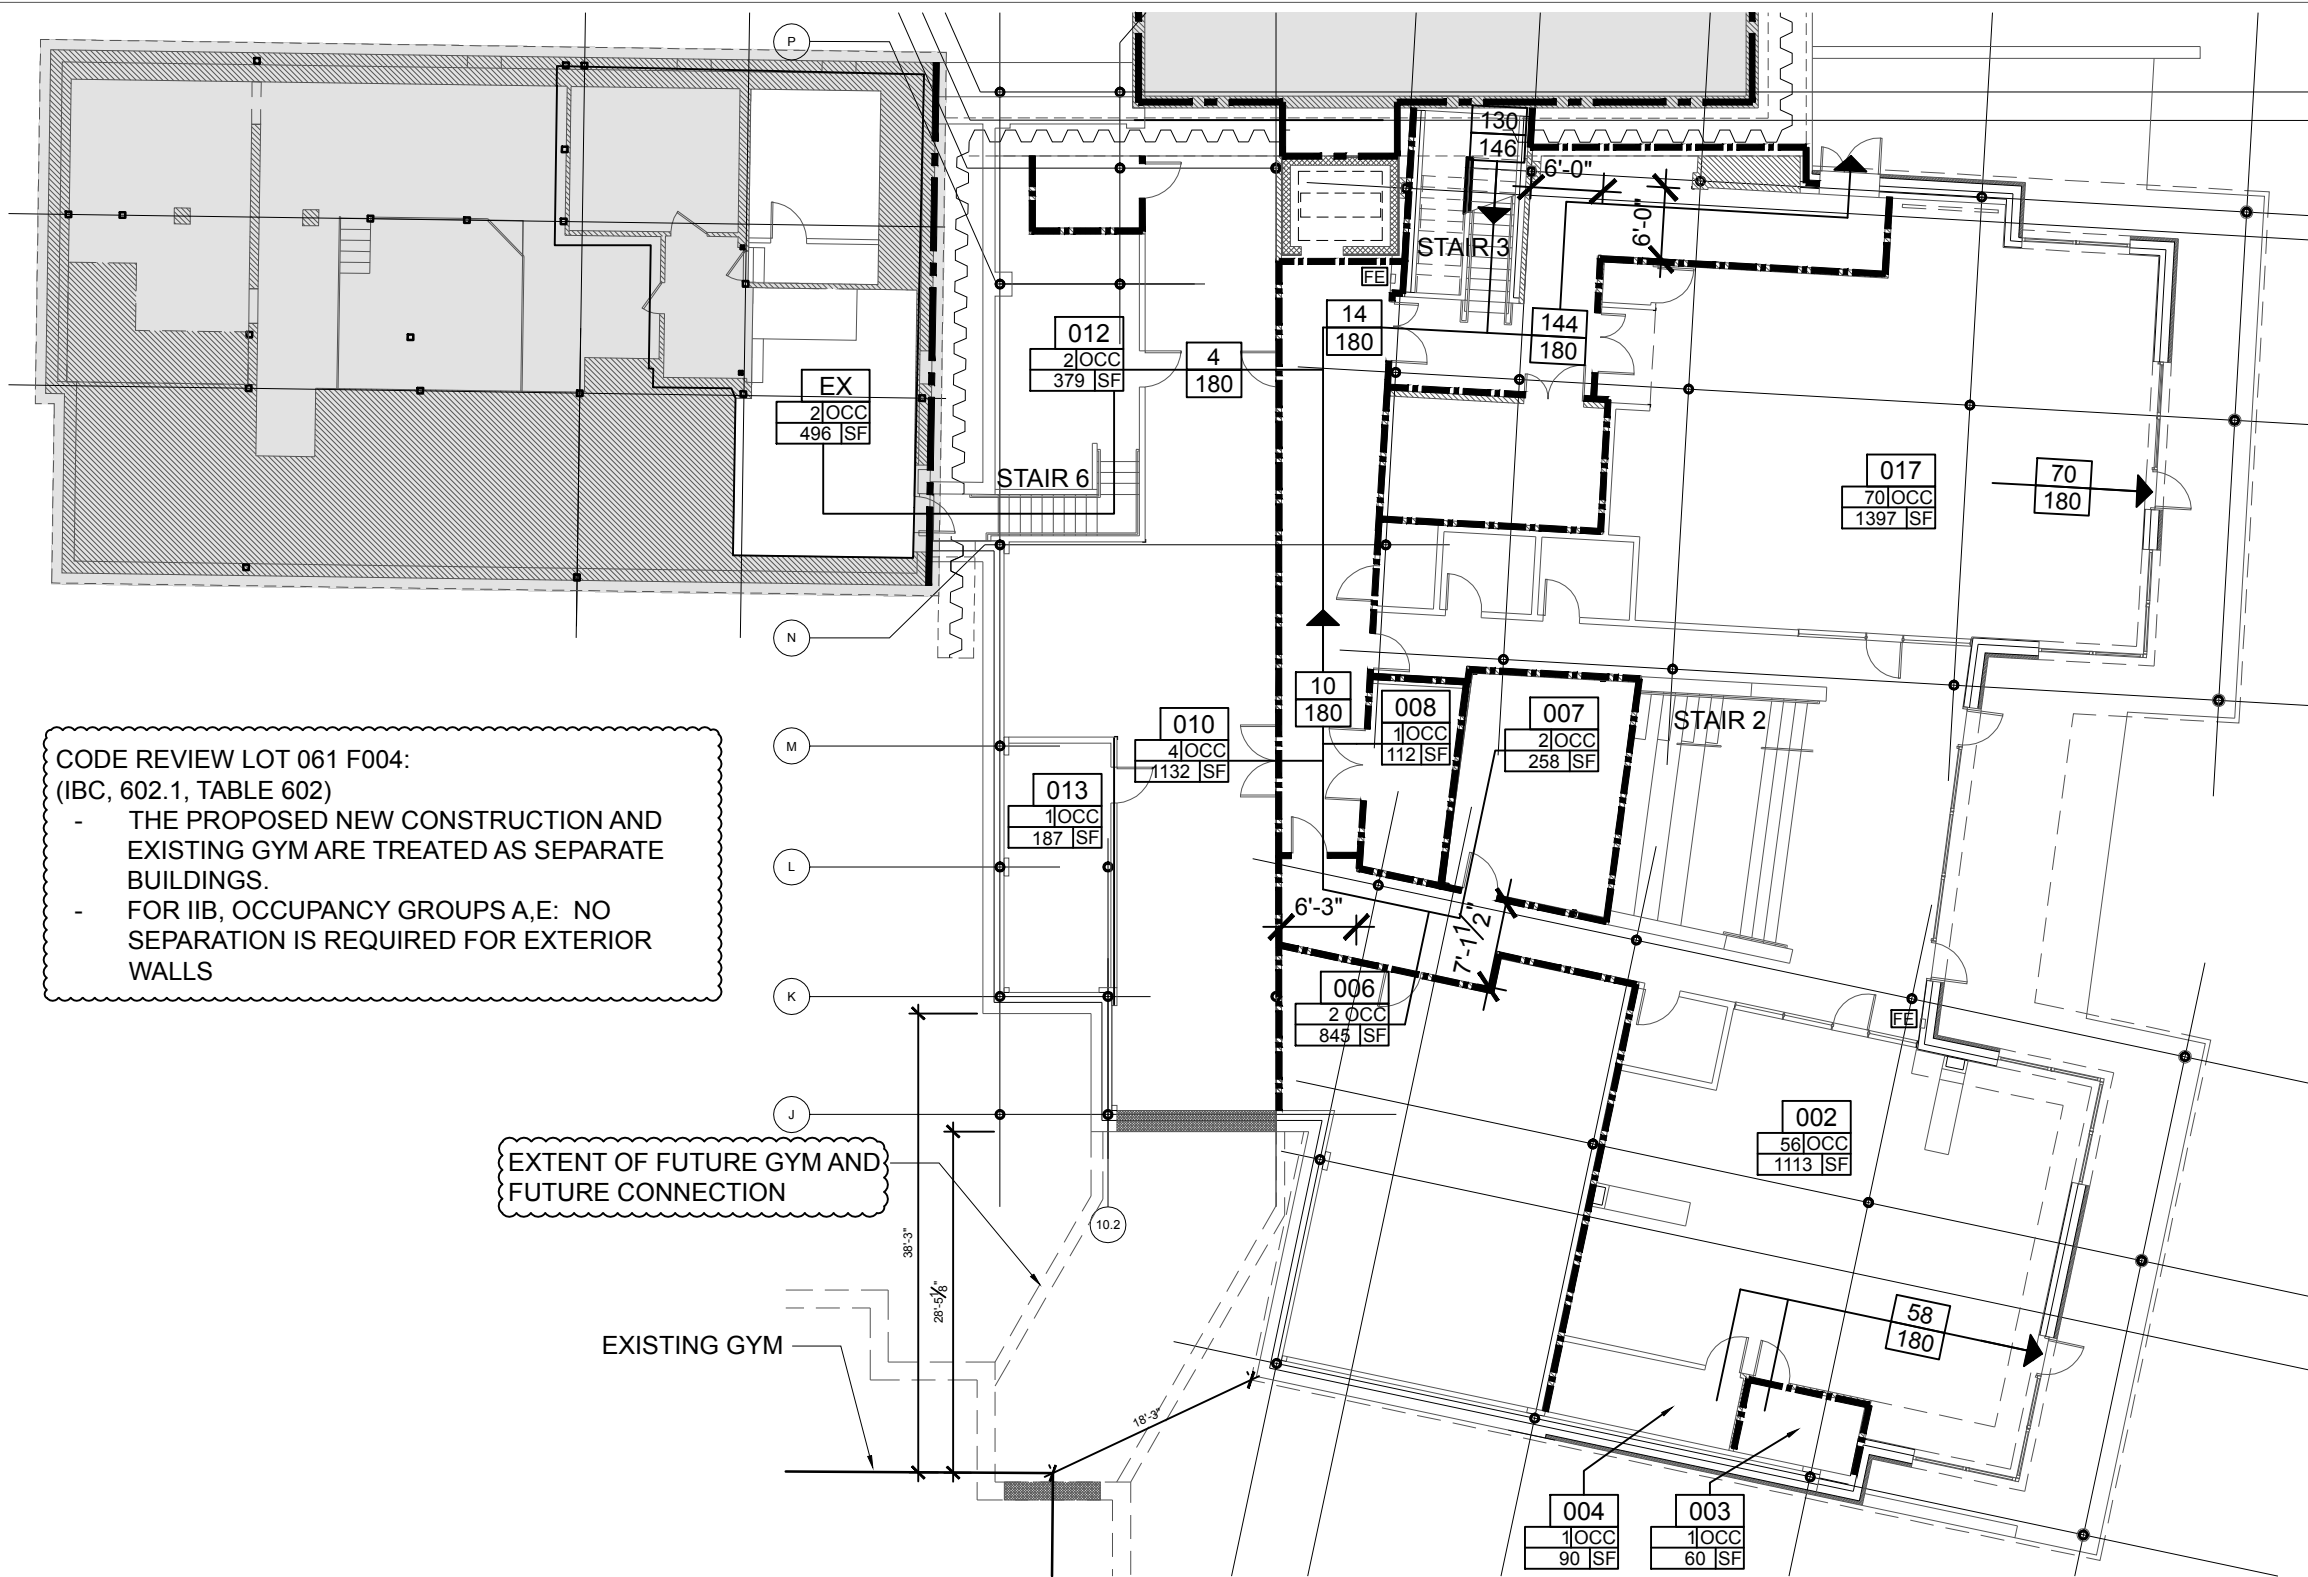 P
130
146
6'-0"
6'-0"
STAIR 3
FE
012
2 OCC
379 SF
4
180
14
180
144
180
EX
2 OCC
496 SF
STAIR 6
017
70 OCC
1397 SF
70
180
N
10
180
008
1 OCC
112 SF
007
2 OCC
258 SF
STAIR 2
010
4 OCC
1132 SF
M
013
1 OCC
187 SF
CODE REVIEW LOT 061 F004:
(IBC, 602.1, TABLE 602)
- THE PROPOSED NEW CONSTRUCTION AND
EXISTING GYM ARE TREATED AS SEPARATE
BUILDINGS.
- FOR IIB, OCCUPANCY GROUPS A,E: NO
SEPARATION IS REQUIRED FOR EXTERIOR
WALLS
L
6'-3"
7'-1 1/2"
K
006
2 OCC
845 SF
FE
J
002
56 OCC
1113 SF
EXTENT OF FUTURE GYM AND
FUTURE CONNECTION
10.2
38'-3"
28'-5 1/8"
EXISTING GYM
58
180
18'-3"
004
1 OCC
90 SF
003
1 OCC
60 SF